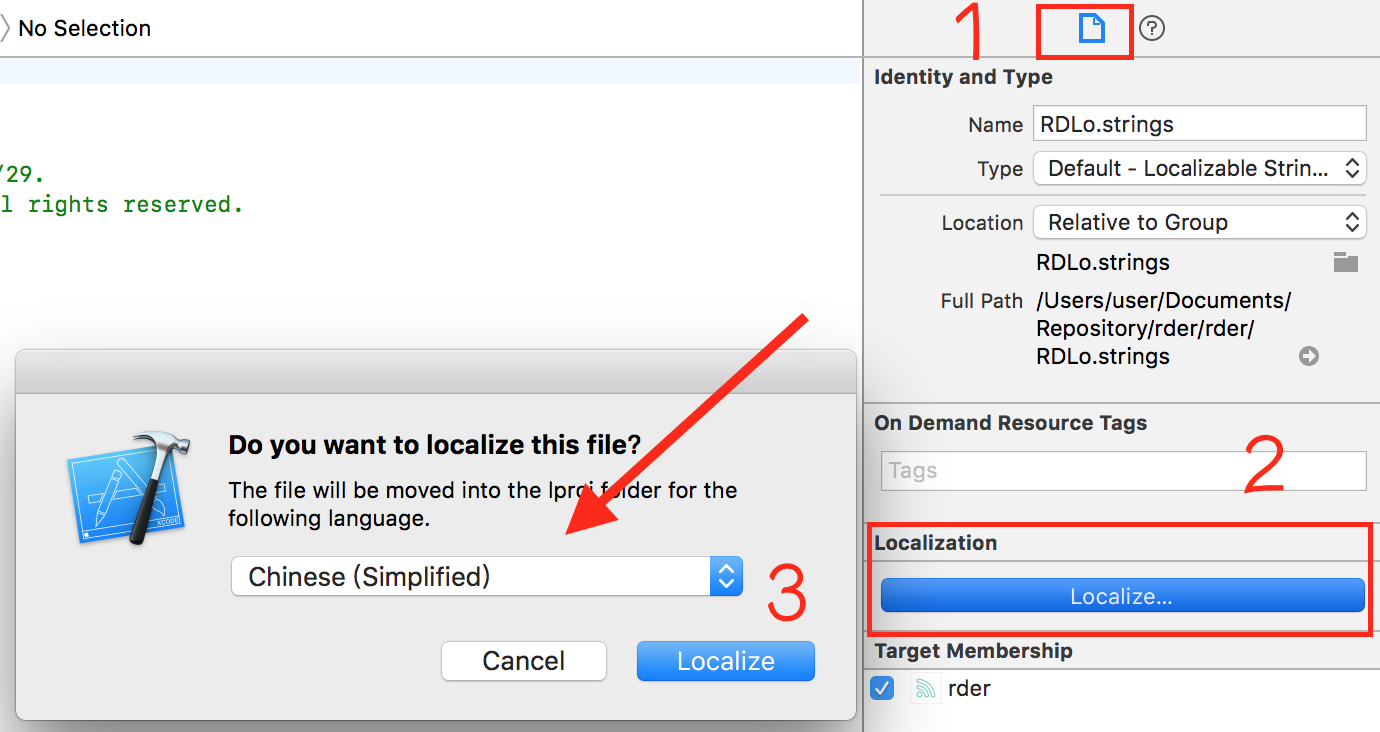 No Selection
/29.
l rights reserved.
1
?
Identity and Type
Name RDLo.strings
Type Default - Localizable Strin...
Location Relative to Group
RDLo.strings
Full Path /Users/user/Documents/
Repository/rder/rder/
RDLo.strings
On Demand Resource Tags
Tags
2
Localization
Localize...
Target Membership
rder
Do you want to localize this file?
The file will be moved into the lproj folder for the
following language.
Chinese (Simplified)
3
Cancel Localize
XCODE